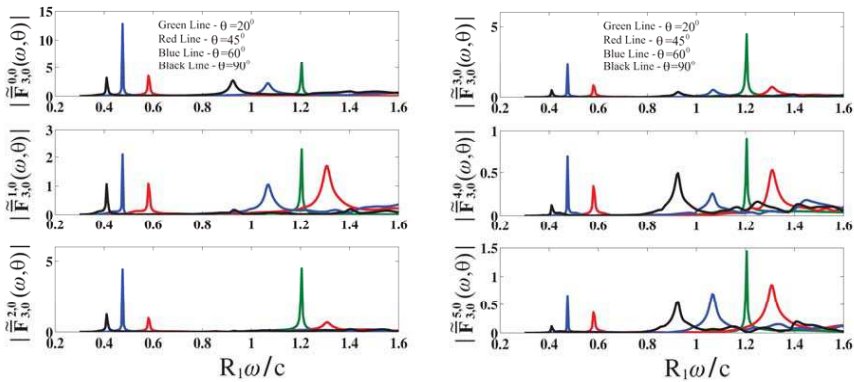 |F̿̃^{0,0}_{3,0}(ω,θ)|
15
10
5
0
Green Line - θ=20⁰
Red Line - θ=45⁰
Blue Line - θ=60⁰
Black Line - θ=90⁰
0.2 0.4 0.6 0.8 1 1.2 1.4 1.6
|F̿̃^{1,0}_{3,0}(ω,θ)|
3
2
1
0
0.2 0.4 0.6 0.8 1 1.2 1.4 1.6
|F̿̃^{2,0}_{3,0}(ω,θ)|
5
0
0.2 0.4 0.6 0.8 1 1.2 1.4 1.6
R₁ω/c
|F̿̃^{3,0}_{3,0}(ω,θ)|
5
0
Green Line - θ=20⁰
Red Line - θ=45⁰
Blue Line - θ=60⁰
Black Line - θ=90⁰
0.2 0.4 0.6 0.8 1 1.2 1.4 1.6
|F̿̃^{4,0}_{3,0}(ω,θ)|
1
0.5
0
0.2 0.4 0.6 0.8 1 1.2 1.4 1.6
|F̿̃^{5,0}_{3,0}(ω,θ)|
1.5
1
0.5
0
0.2 0.4 0.6 0.8 1 1.2 1.4 1.6
R₁ω/c